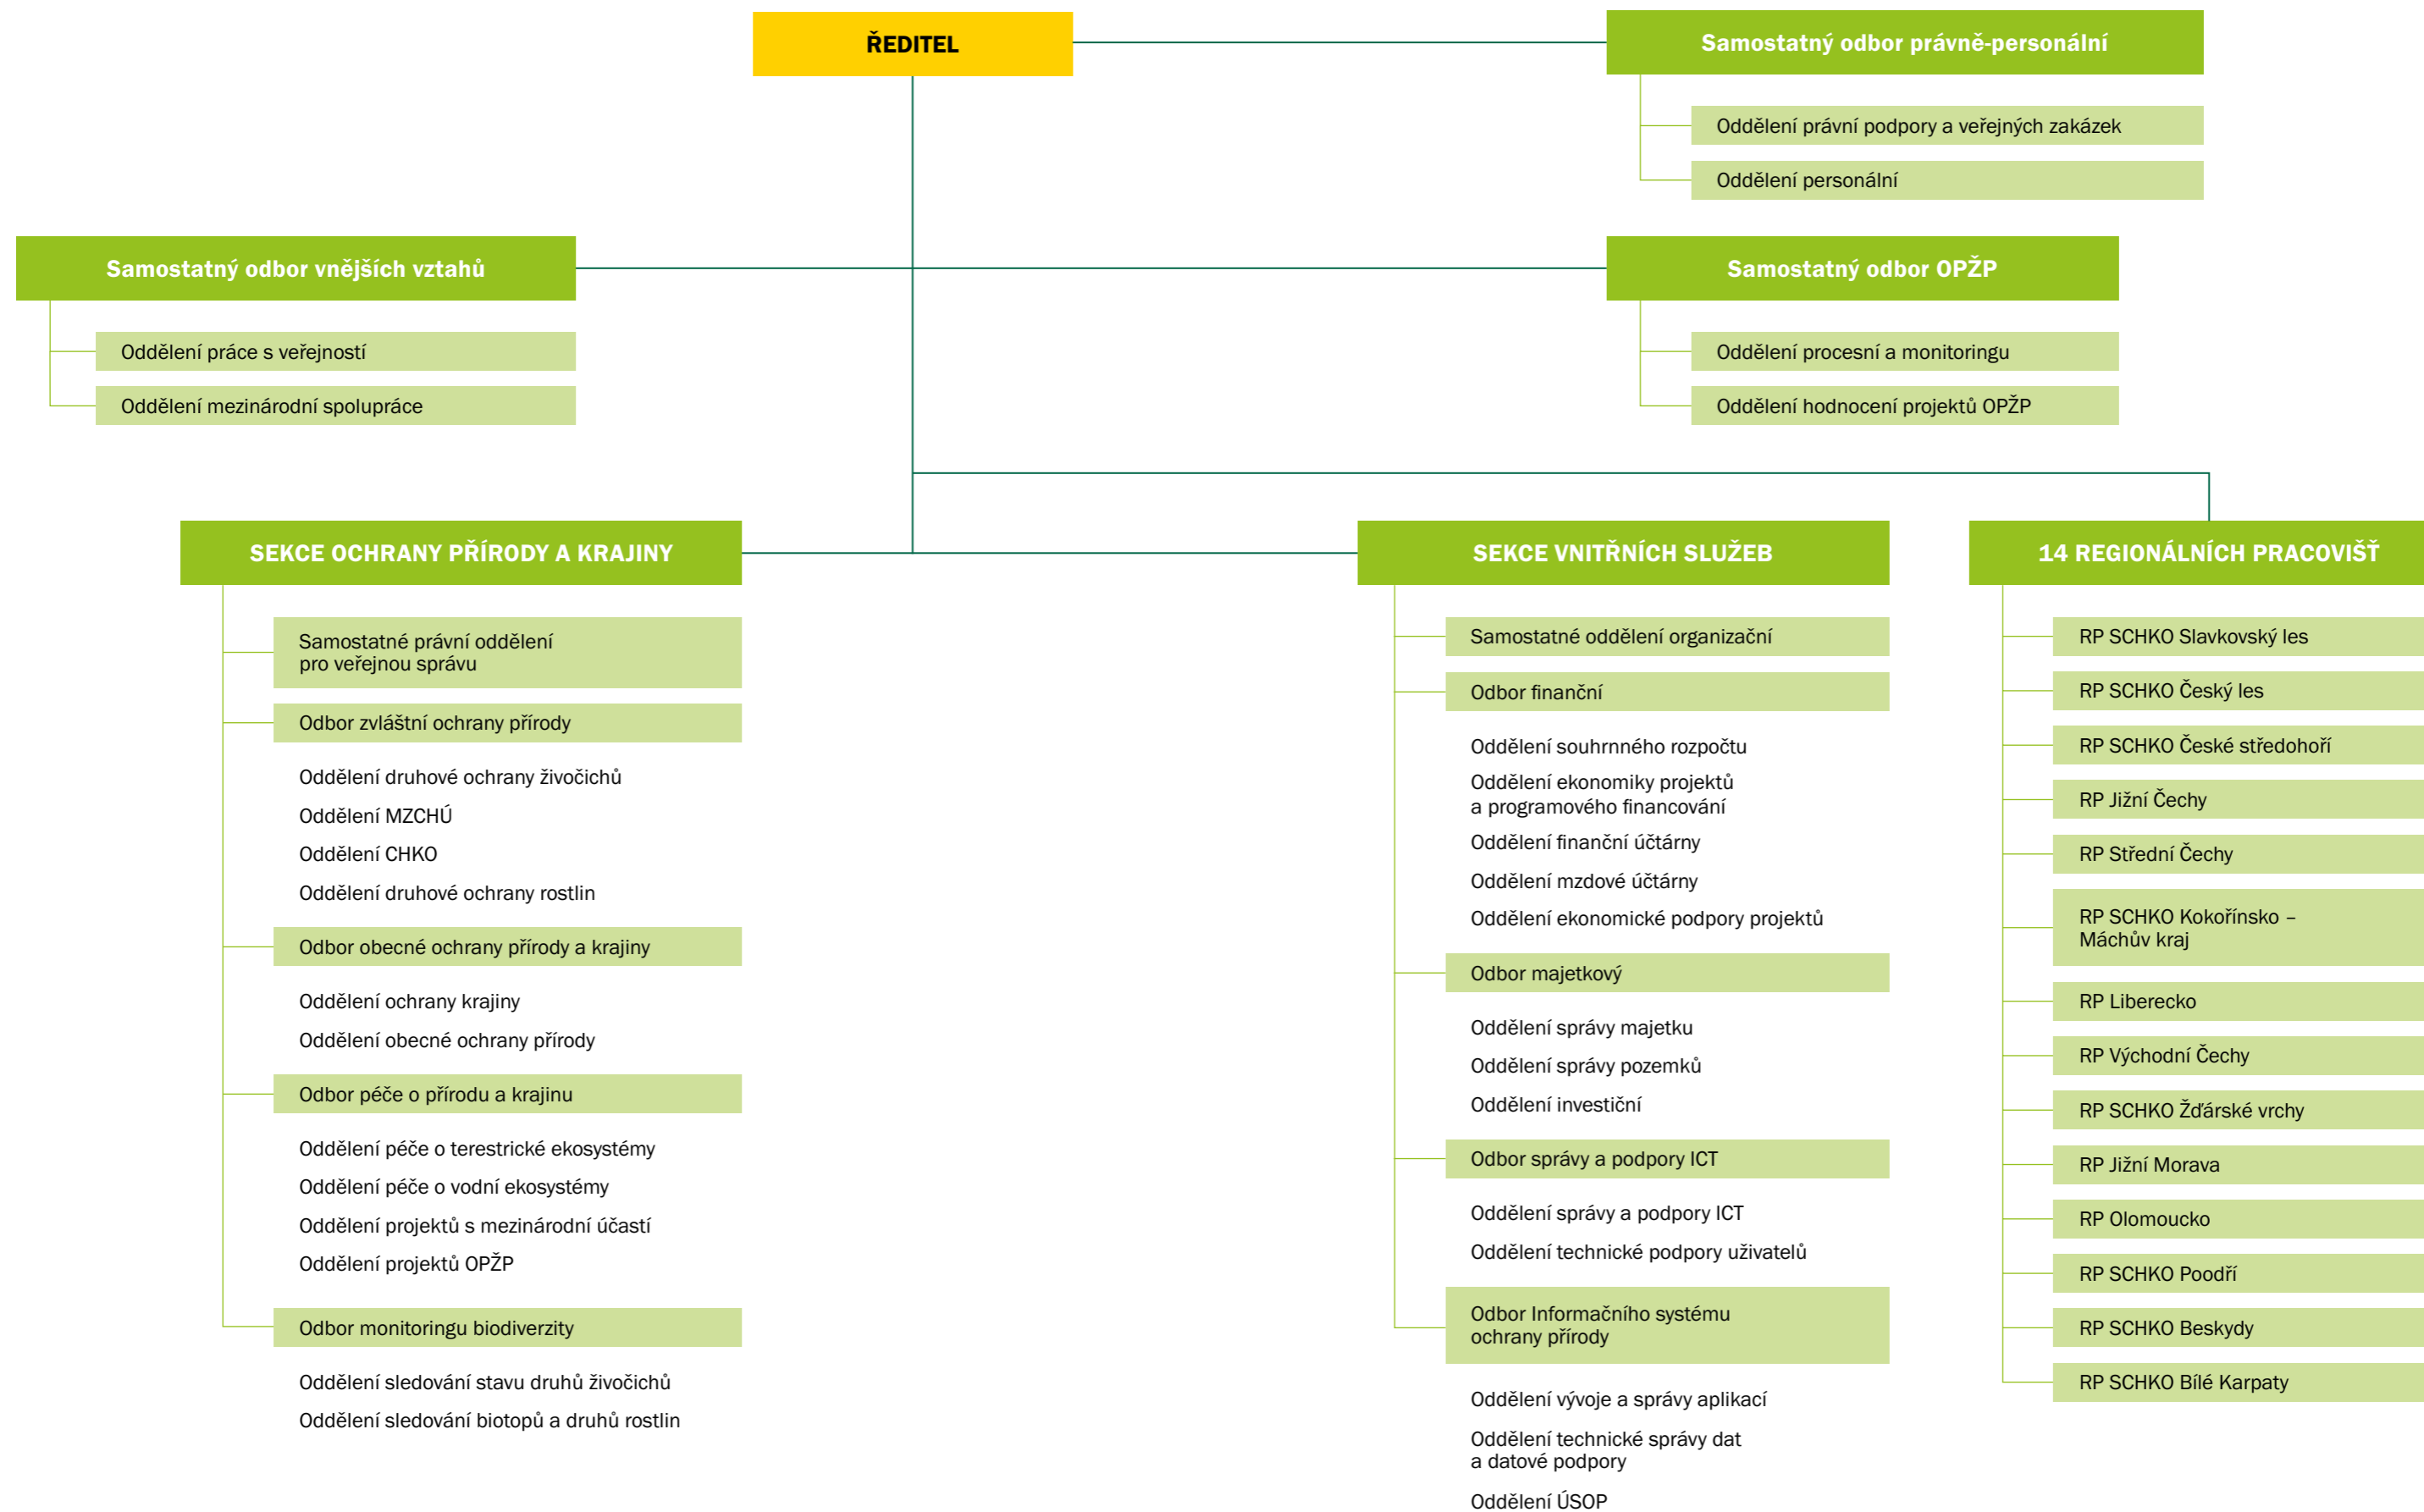 ŘEDITEL
Samostatný odbor právně-personální
Oddělení právní podpory a veřejných zakázek
Oddělení personální
Samostatný odbor vnějších vztahů
Oddělení práce s veřejností
Oddělení mezinárodní spolupráce
Samostatný odbor OPŽP
Oddělení procesní a monitoringu
Oddělení hodnocení projektů OPŽP
SEKCE OCHRANY PŘÍRODY A KRAJINY
Samostatné právní oddělení
pro veřejnou správu
Odbor zvláštní ochrany přírody
Oddělení druhové ochrany živočichů
Oddělení MZCHÚ
Oddělení CHKO
Oddělení druhové ochrany rostlin
Odbor obecné ochrany přírody a krajiny
Oddělení ochrany krajiny
Oddělení obecné ochrany přírody
Odbor péče o přírodu a krajinu
Oddělení péče o terestrické ekosystémy
Oddělení péče o vodní ekosystémy
Oddělení projektů s mezinárodní účastí
Oddělení projektů OPŽP
Odbor monitoringu biodiverzity
Oddělení sledování stavu druhů živočichů
Oddělení sledování biotopů a druhů rostlin
SEKCE VNITŘNÍCH SLUŽEB
Samostatné oddělení organizační
Odbor finanční
Oddělení souhrnného rozpočtu
Oddělení ekonomiky projektů
a programového financování
Oddělení finanční účtárny
Oddělení mzdové účtárny
Oddělení ekonomické podpory projektů
Odbor majetkový
Oddělení správy majetku
Oddělení správy pozemků
Oddělení investiční
Odbor správy a podpory ICT
Oddělení správy a podpory ICT
Oddělení technické podpory uživatelů
Odbor Informačního systému
ochrany přírody
Oddělení vývoje a správy aplikací
Oddělení technické správy dat
a datové podpory
Oddělení ÚSOP
14 REGIONÁLNÍCH PRACOVIŠŤ
RP SCHKO Slavkovský les
RP SCHKO Český les
RP SCHKO České středohoří
RP Jižní Čechy
RP Střední Čechy
RP SCHKO Kokořínsko –
Máchův kraj
RP Liberecko
RP Východní Čechy
RP SCHKO Žďárské vrchy
RP Jižní Morava
RP Olomoucko
RP SCHKO Poodří
RP SCHKO Beskydy
RP SCHKO Bílé Karpaty